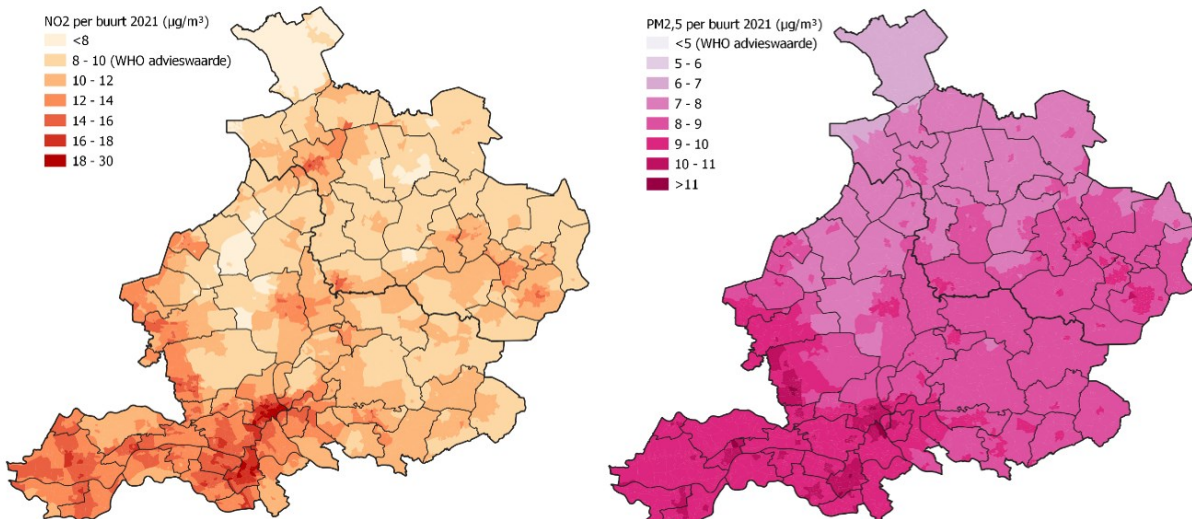 NO2 per buurt 2021 (µg/m³)
<8
8 - 10 (WHO advieswaarde)
10 - 12
12 - 14
14 - 16
16 - 18
18 - 30
PM2,5 per buurt 2021 (µg/m³)
<5 (WHO advieswaarde)
5 - 6
6 - 7
7 - 8
8 - 9
9 - 10
10 - 11
>11